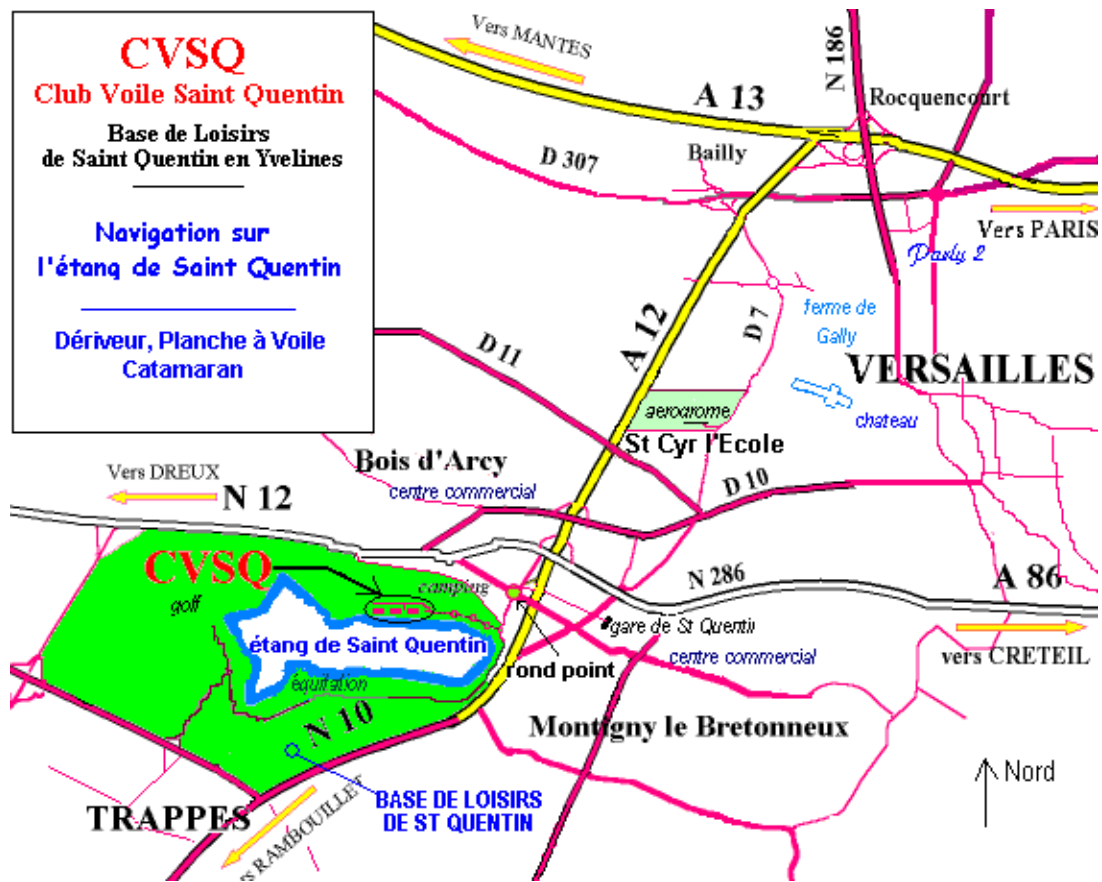 CVSQ
Club Voile Saint Quentin
Base de Loisirs
de Saint Quentin en Yvelines
Navigation sur
l'étang de Saint Quentin
Dériveur, Planche à Voile
Catamaran
Vers MANTES
A 13
N 186
Rocquencourt
Bailly
D 307
Vers PARIS
Parly 2
A 12
D 7
ferme de
Gally
D 11
VERSAILLES
aerodrome
chateau
St Cyr l'Ecole
Bois d'Arcy
centre commercial
D 10
Vers DREUX
N 12
CVSQ
camping
golf
N 286
A 86
gare de St Quentin
étang de Saint Quentin
centre commercial
vers CRETEIL
rond point
équitation
N 10
Montigny le Bretonneux
Nord
BASE DE LOISIRS
DE ST QUENTIN
TRAPPES
rs RAMBOUILLET